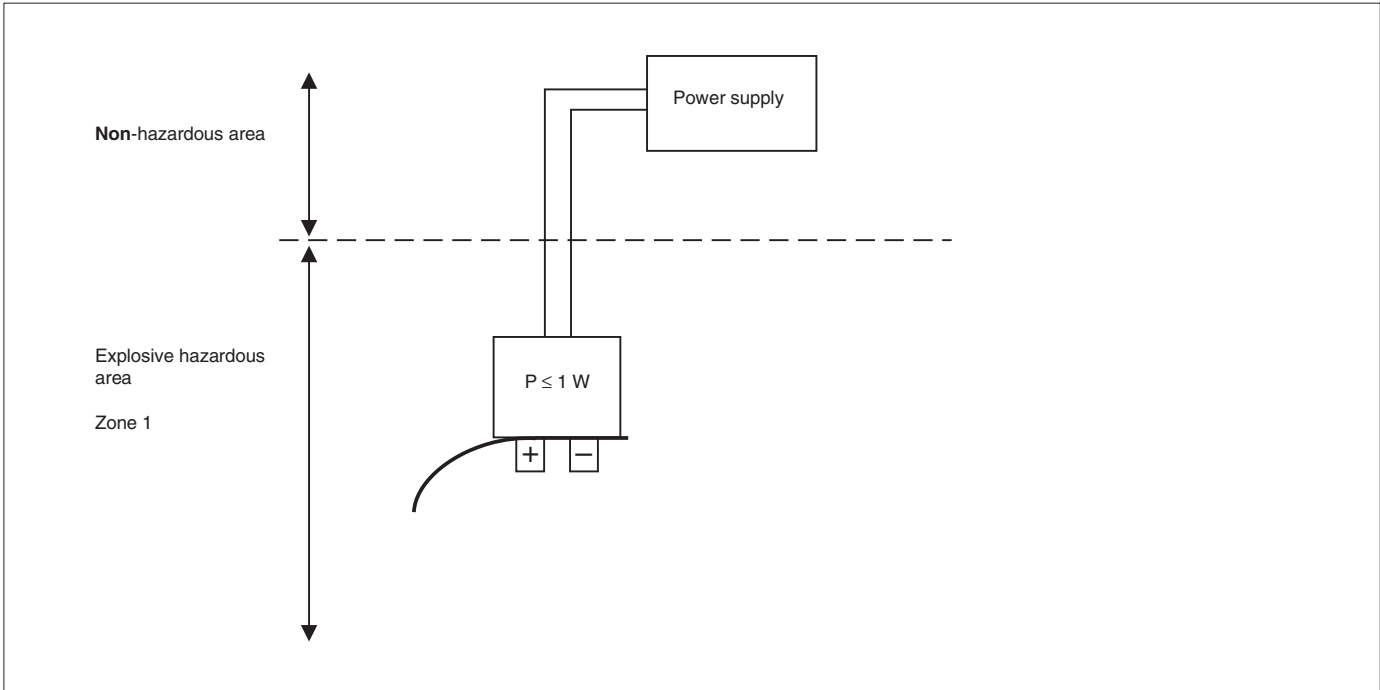 Power supply
Non-hazardous area
Explosive hazardous
area
Zone 1
P ≤ 1 W
+ −